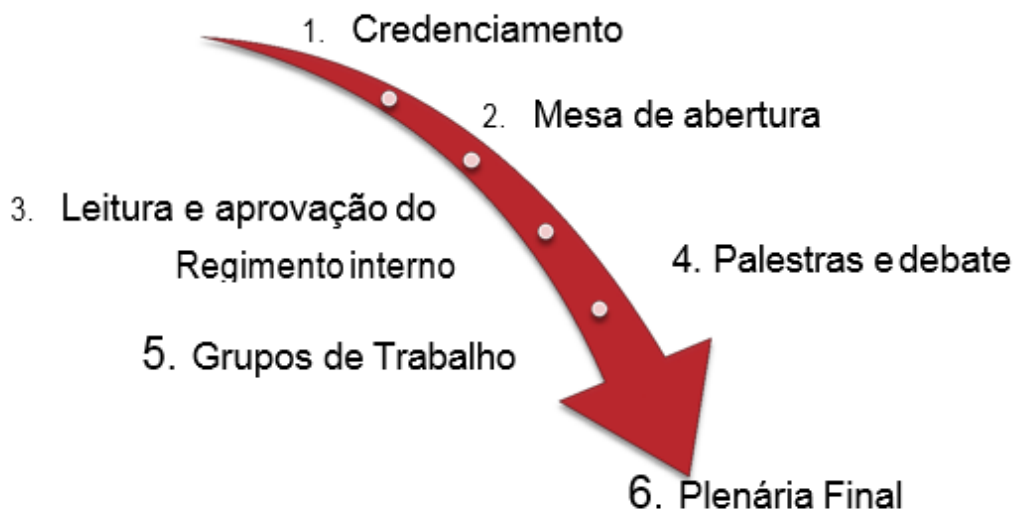 1. Credenciamento
2. Mesa de abertura
3. Leitura e aprovação do
Regimento interno
4. Palestras e debate
5. Grupos de Trabalho
6. Plenária Final